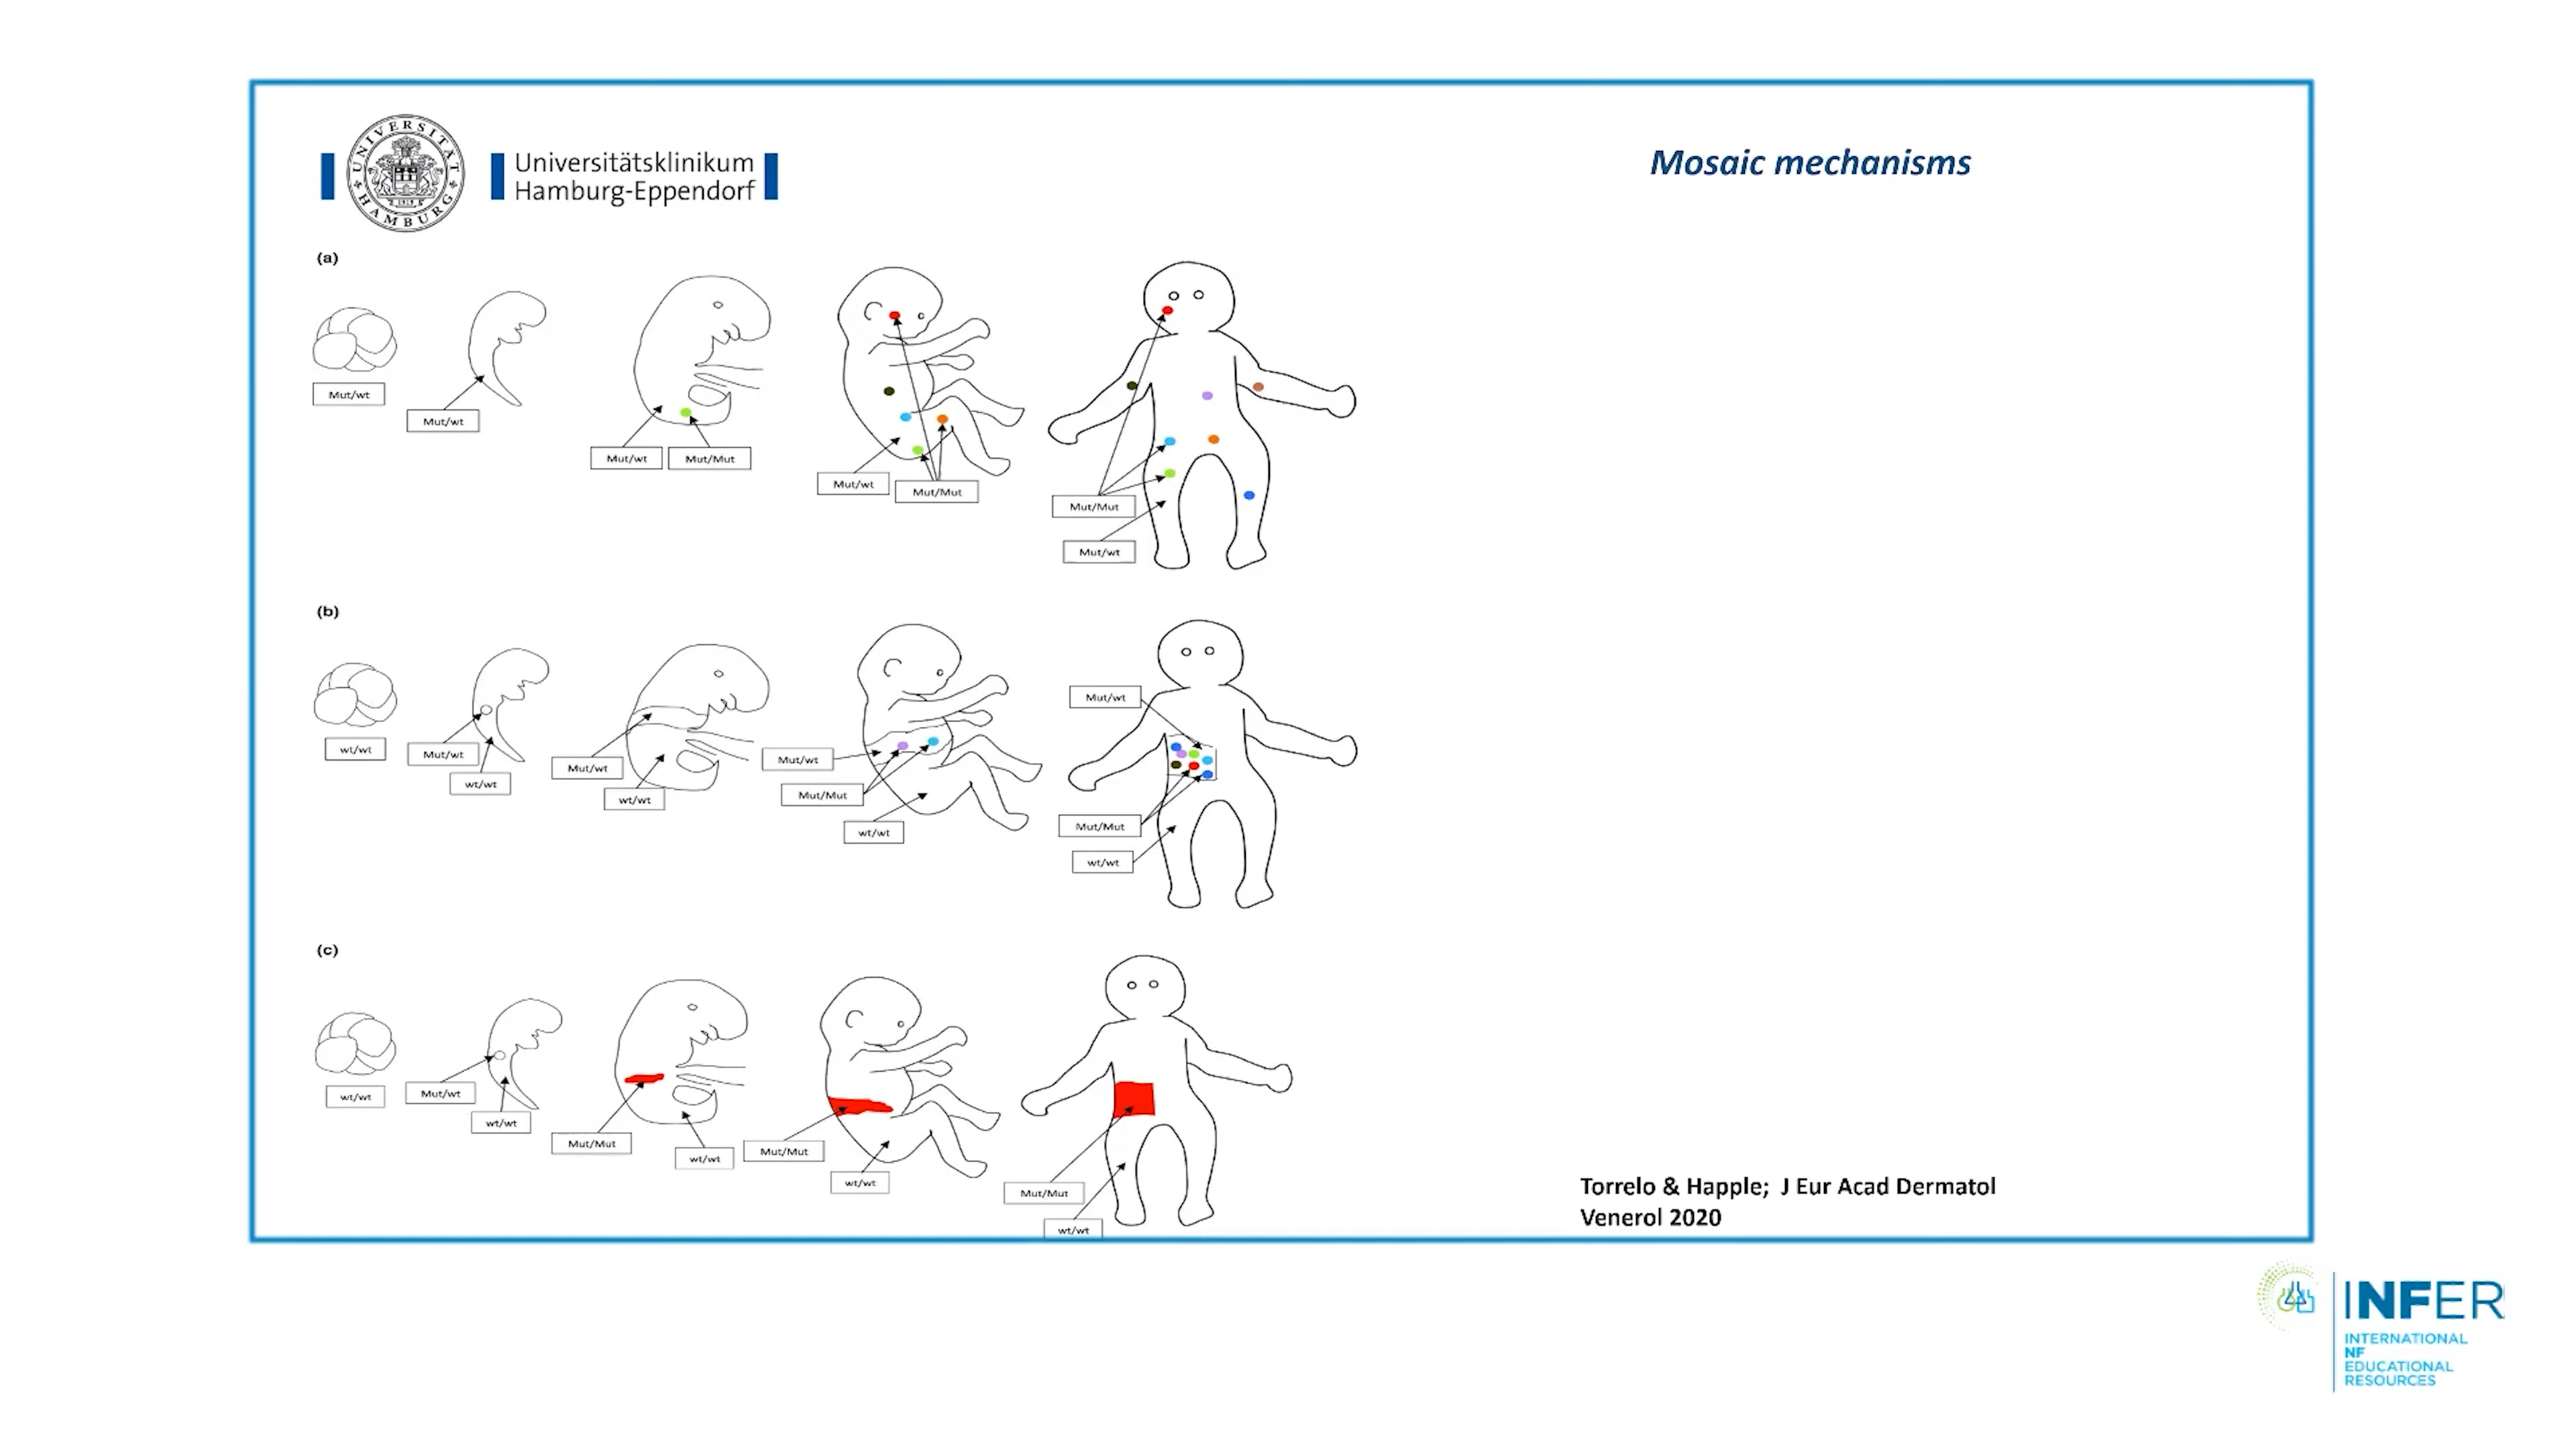 UNIVERSITÄT HAMBURG
1919
Universitätsklinikum
Hamburg-Eppendorf
Mosaic mechanisms
(a)
Mut/wt
Mut/wt
Mut/wt
Mut/Mut
Mut/wt
Mut/Mut
Mut/Mut
Mut/wt
(b)
wt/wt
Mut/wt
wt/wt
Mut/wt
wt/wt
Mut/wt
Mut/Mut
wt/wt
Mut/wt
Mut/Mut
wt/wt
(c)
wt/wt
Mut/wt
wt/wt
Mut/Mut
wt/wt
Mut/Mut
wt/wt
Mut/Mut
wt/wt
Torrelo & Happle; J Eur Acad Dermatol
Venerol 2020
INFER
INTERNATIONAL
NF
EDUCATIONAL
RESOURCES